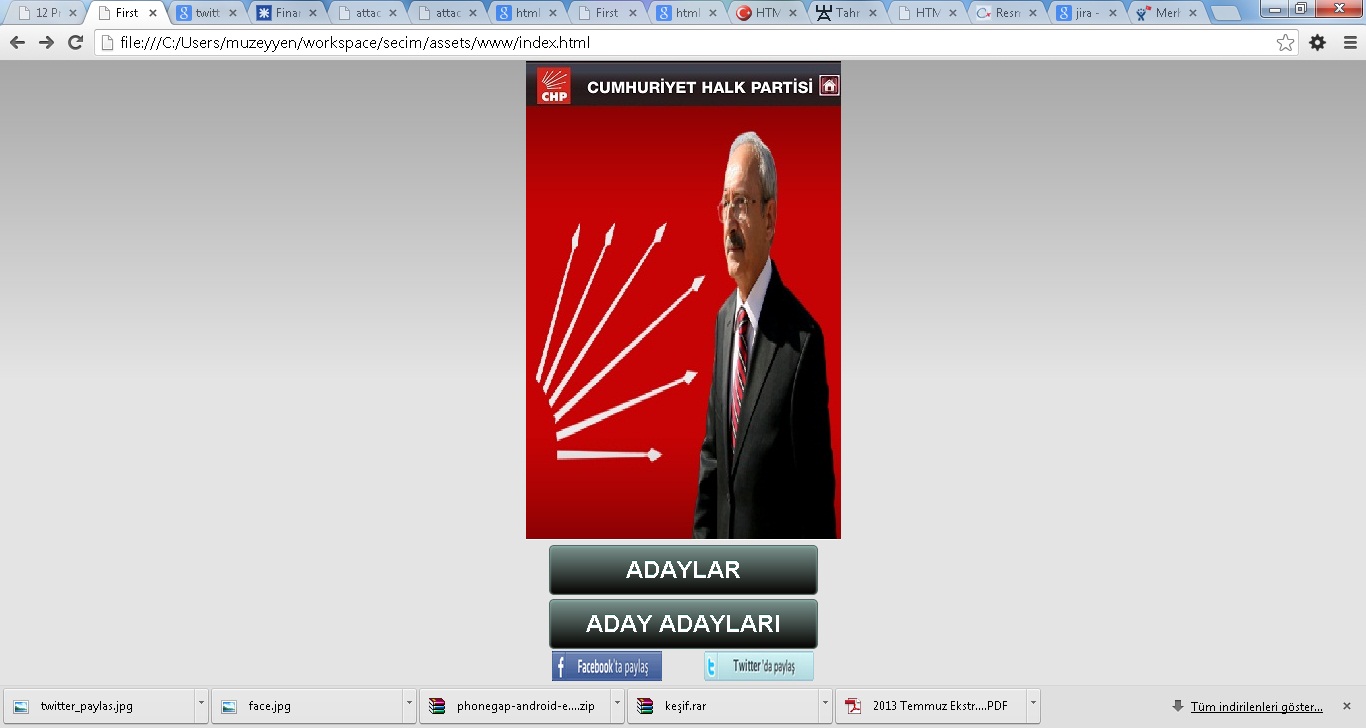 12 P
First
twitt
Finar
attac
attac
html
First
html
HTM
Tahr
HTM
Resm
jira -
Merl
file:///C:/Users/muzeyyen/workspace/secim/assets/www/index.html
CHP
CUMHURİYET HALK PARTİSİ
ADAYLAR
ADAY ADAYLARI
Facebook'ta paylaş
Twitter'da paylaş
twitter_paylas.jpg
face.jpg
phonegap-android-e....zip
keşif.rar
2013 Temmuz Ekstr....PDF
Tüm indirilenleri göster...